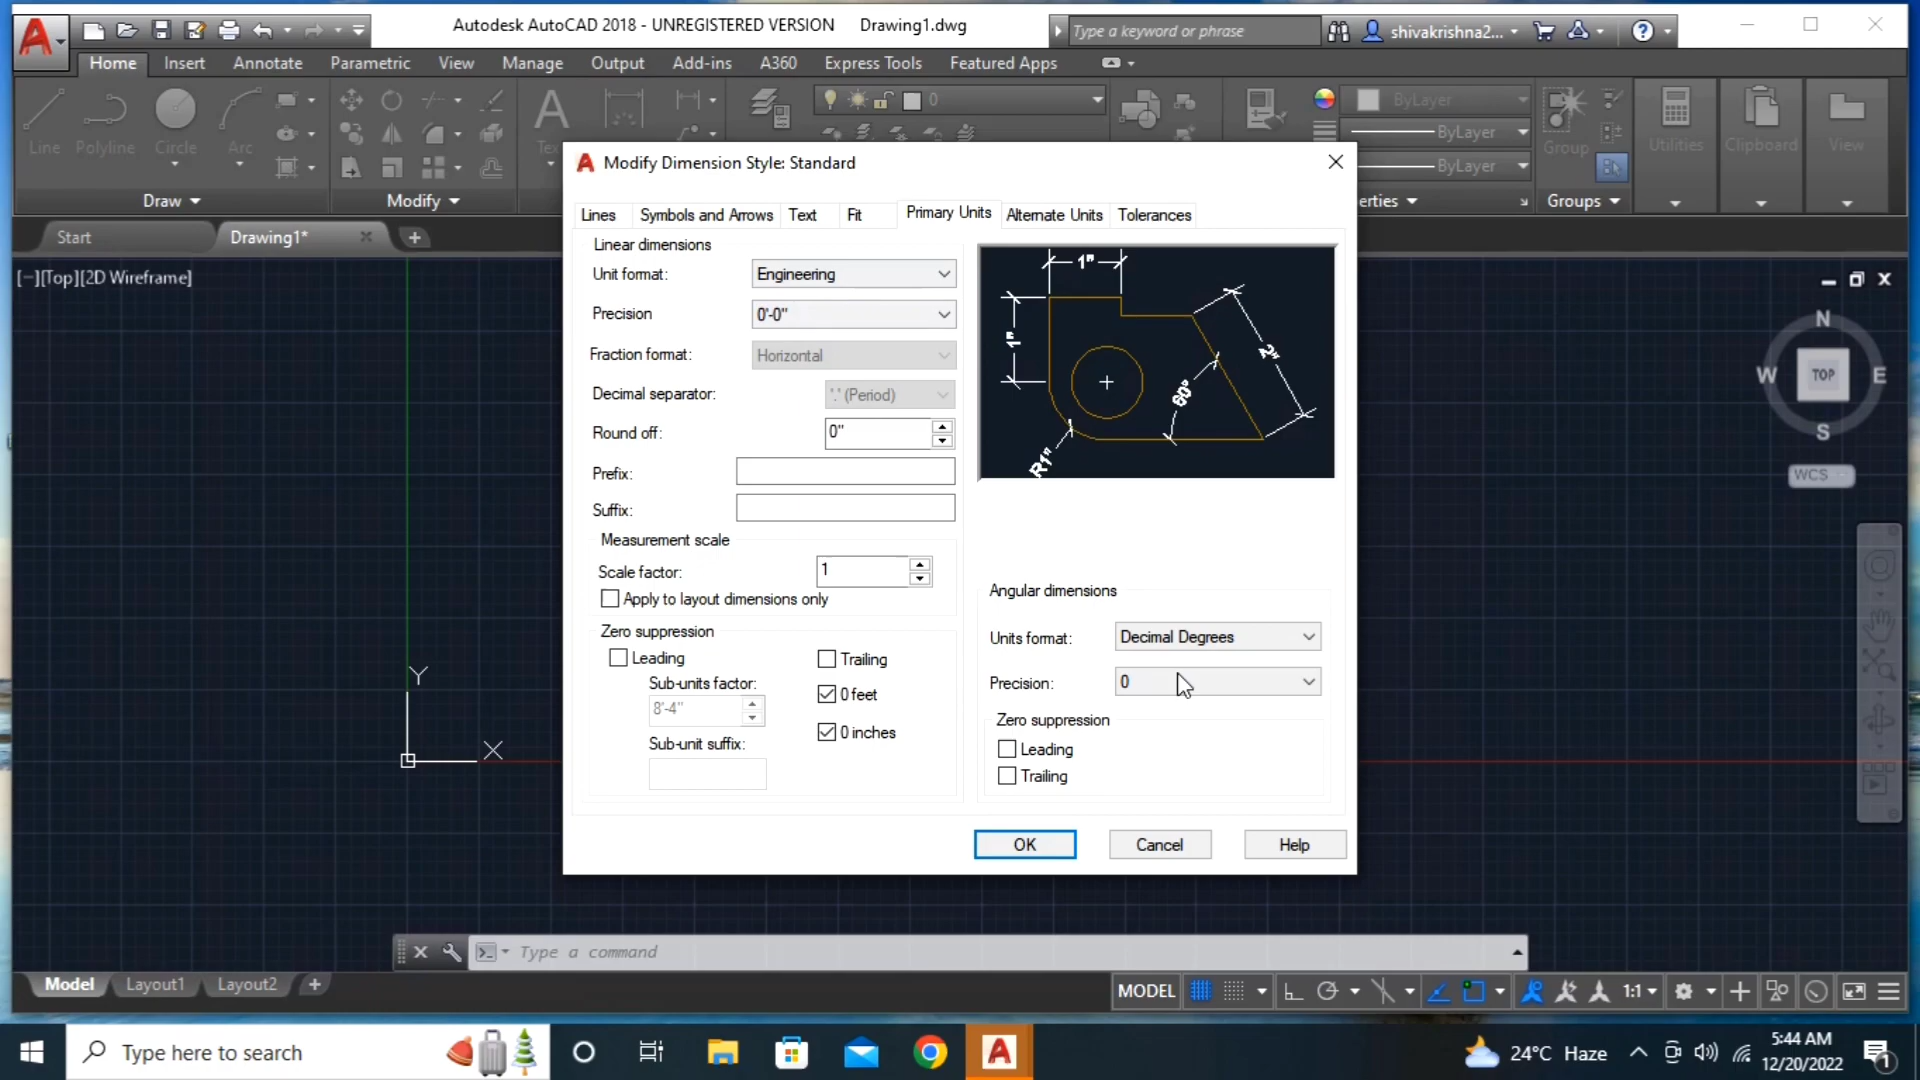 Autodesk AutoCAD 2018 - UNREGISTERED VERSION Drawing1.dwg
Type a keyword or phrase
shivakrishna2...
Home Insert Annotate Parametric View Manage Output Add-ins A360 Express Tools Featured Apps
Line Polyline Circle Arc
0
ByLayer
ByLayer
ByLayer
Group Utilities Clipboard View
Draw Modify Groups
Start Drawing1*
[−][Top][2D Wireframe]
Modify Dimension Style: Standard
Lines Symbols and Arrows Text Fit Primary Units Alternate Units Tolerances
Linear dimensions
Unit format: Engineering
Precision 0'-0"
Fraction format: Horizontal
Decimal separator: '.' (Period)
Round off: 0"
Prefix:
Suffix:
Measurement scale
Scale factor: 1
Apply to layout dimensions only
Zero suppression
Leading
Trailing
Sub-units factor:
8'-4"
0 feet
0 inches
Sub-unit suffix:
1"
1"
2"
60°
R1"
Angular dimensions
Units format: Decimal Degrees
Precision: 0
Zero suppression
Leading
Trailing
OK Cancel Help
N
W TOP E
S
WCS
Y
X
Type a command
Model Layout1 Layout2
MODEL 1:1
Type here to search
24°C Haze
5:44 AM
12/20/2022
1